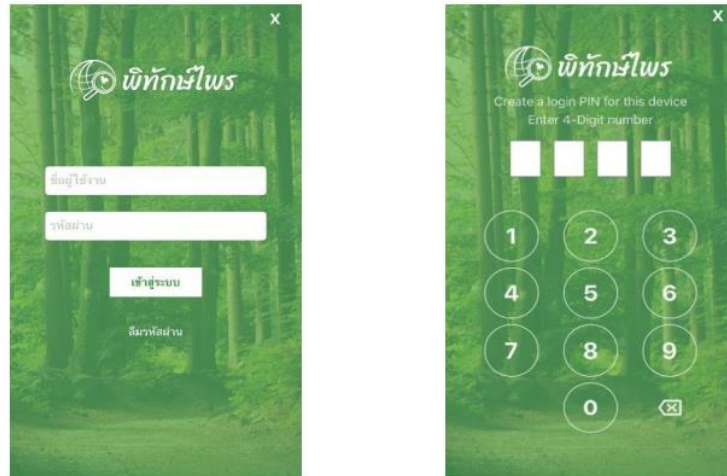 X
พิทักษ์ไพร
ชื่อผู้ใช้งาน
รหัสผ่าน
เข้าสู่ระบบ
ลืมรหัสผ่าน
X
พิทักษ์ไพร
Create a login PIN for this device
Enter 4-Digit number
1 2 3
4 5 6
7 8 9
0